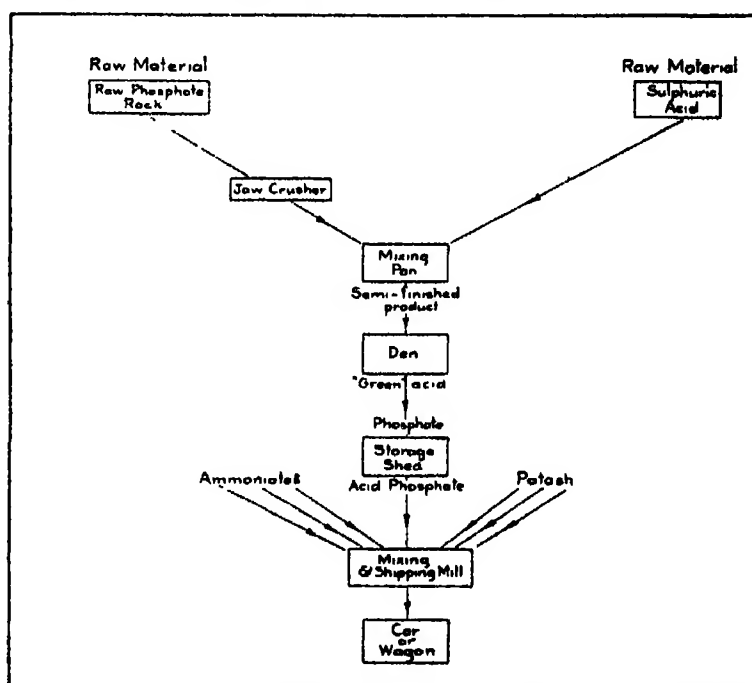 Raw Material
Raw Phosphate
Rock
Raw Material
Sulphuric
Acid
Jaw Crusher
Mixing
Pan
Semi-finished
product
Den
"Green" acid
Phosphate
Storage
Shed
Ammoniates
Acid Phosphate
Potash
Mixing
& Shipping Mill
Car
or
Wagon